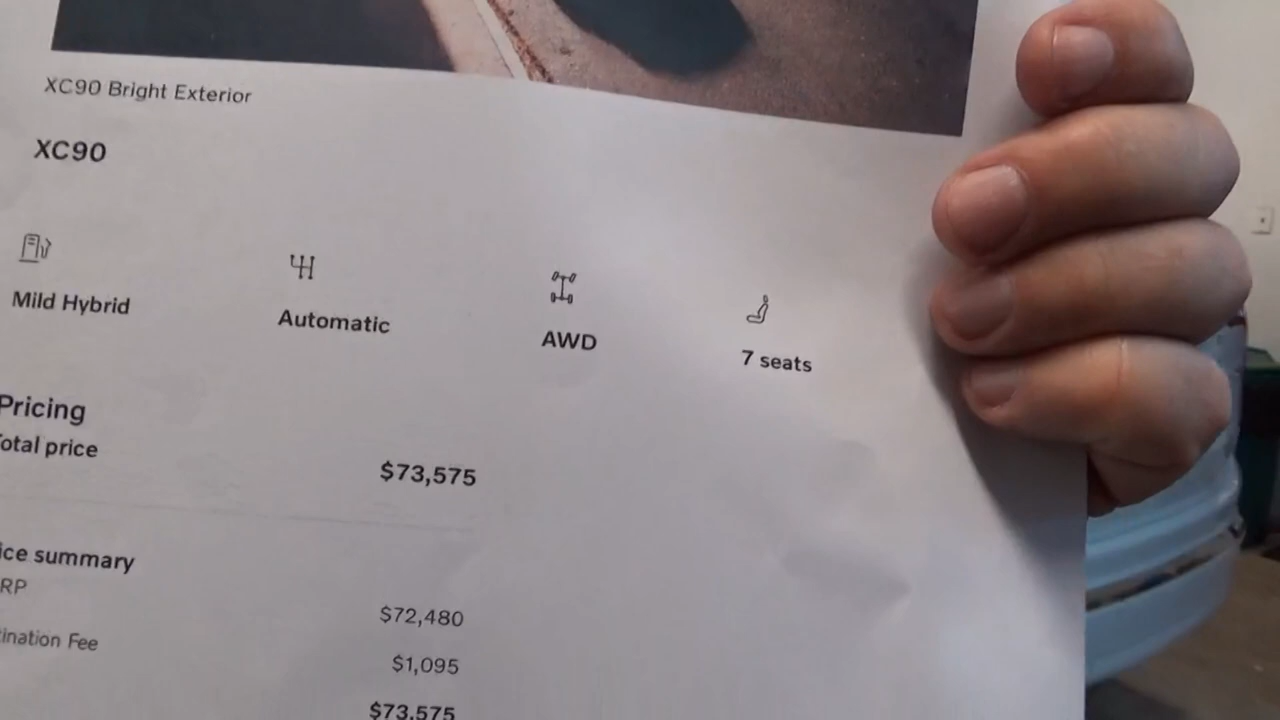 XC90 Bright Exterior
XC90
Mild Hybrid
Automatic
AWD
7 seats
Pricing
otal price
$73,575
ice summary
RP
$72,480
ination Fee
$1,095
$73,575